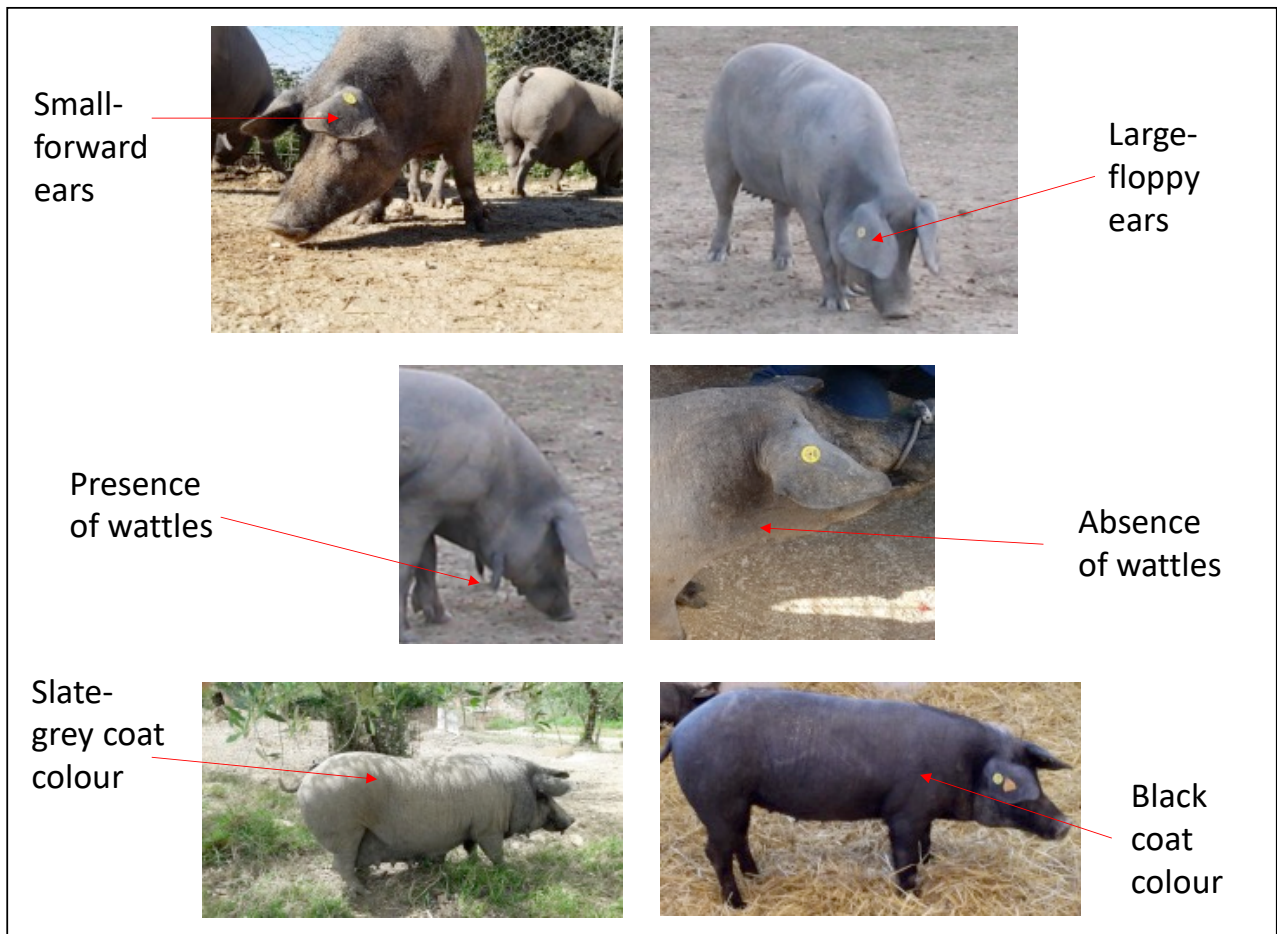 Small-
forward
ears
Large-
floppy
ears
Presence
of wattles
Absence
of wattles
Slate-
grey coat
colour
Black
coat
colour